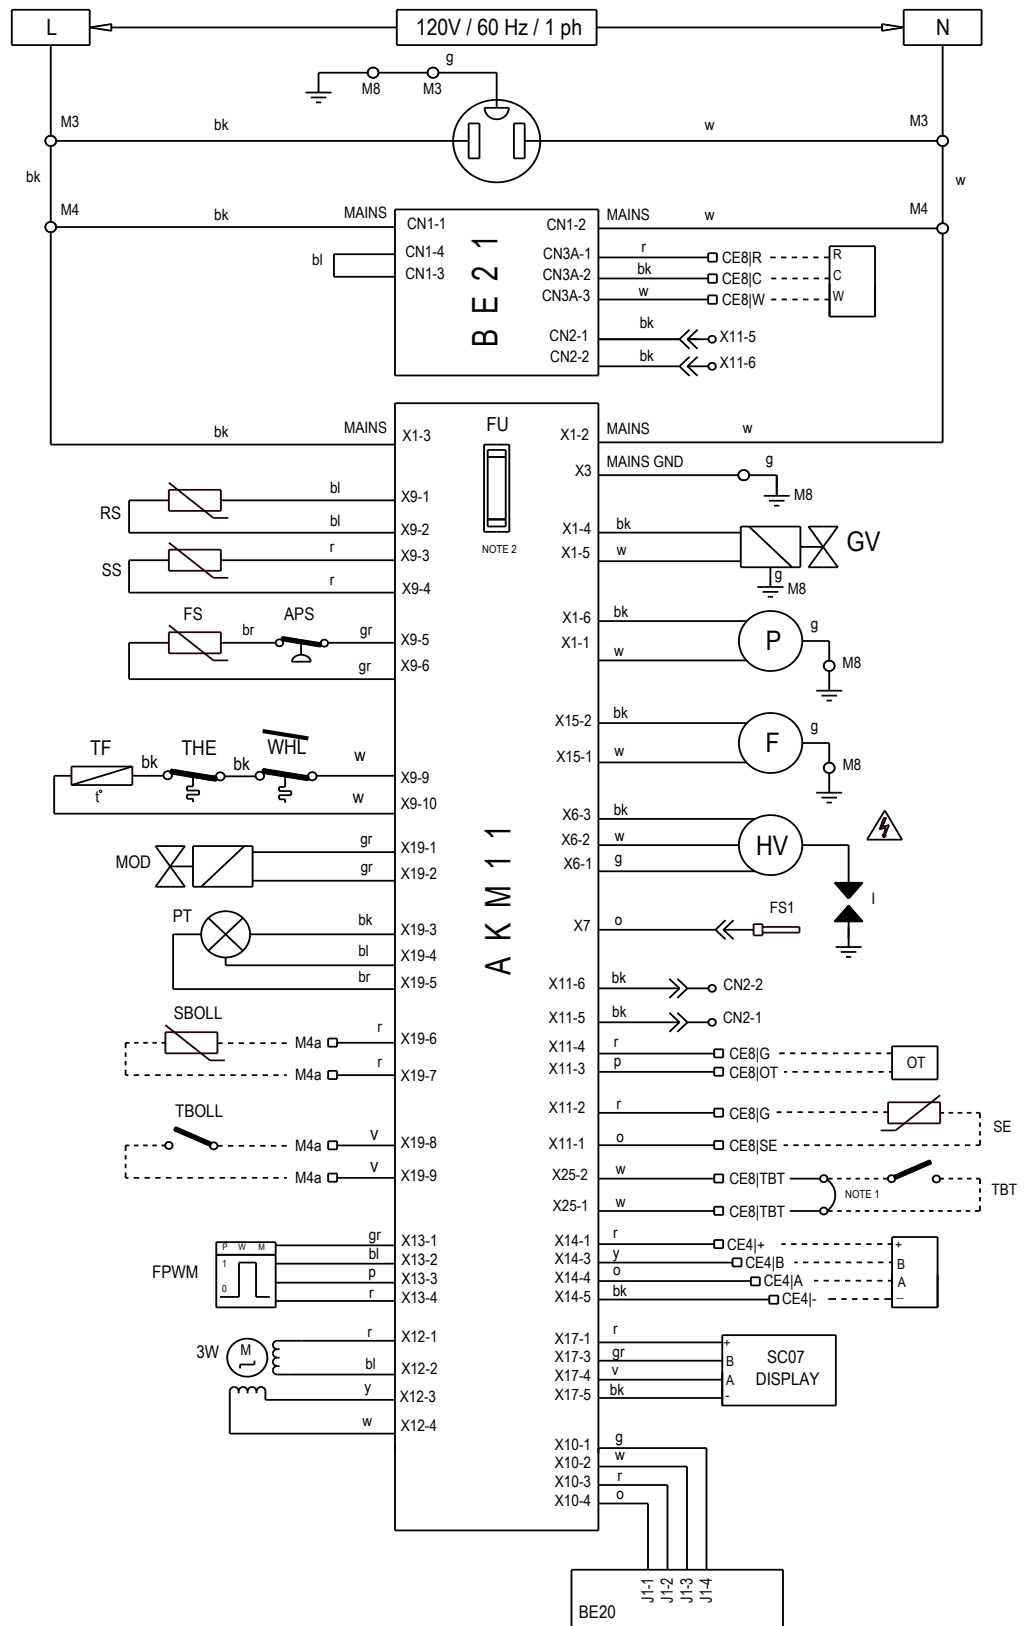 L
120V / 60 Hz / 1 ph
N
g
M8
M3
M3
bk
w
M3
bk
w
M4
bk
MAINS
CN1-1
CN1-2
MAINS
w
M4
bl
CN1-4
CN1-3
BE21
CN3A-1
r
CE8|R
R
CN3A-2
bk
CE8|C
C
CN3A-3
w
CE8|W
W
CN2-1
bk
X11-5
CN2-2
bk
X11-6
bk
MAINS
X1-3
FU
X1-2
MAINS
w
X3
MAINS GND
g
M8
NOTE 2
RS
bl
X9-1
bl
X9-2
SS
r
X9-3
r
X9-4
X1-4
bk
X1-5
w
GV
g
M8
FS
br
APS
gr
X9-5
gr
X9-6
X1-6
bk
X1-1
w
P
g
M8
TF
t°
bk
THE
bk
WHL
w
X9-9
w
X9-10
X15-2
bk
X15-1
w
F
g
M8
MOD
gr
X19-1
gr
X19-2
AKM11
X6-3
bk
X6-2
w
X6-1
g
HV
I
PT
bk
X19-3
bl
X19-4
br
X19-5
X7
o
FS1
X11-6
bk
CN2-2
X11-5
bk
CN2-1
SBOLL
M4a
r
X19-6
M4a
r
X19-7
X11-4
r
CE8|G
X11-3
p
CE8|OT
OT
TBOLL
M4a
v
X19-8
M4a
v
X19-9
X11-2
r
CE8|G
X11-1
o
CE8|SE
SE
X25-2
w
CE8|TBT
X25-1
w
CE8|TBT
NOTE 1
TBT
FPWM
P W M
1
0
gr
X13-1
bl
X13-2
p
X13-3
r
X13-4
X14-1
r
CE4|+
+
X14-3
y
CE4|B
B
X14-4
o
CE4|A
A
X14-5
bk
CE4|-
–
3W
M
r
X12-1
bl
X12-2
y
X12-3
w
X12-4
X17-1
r
+
X17-3
gr
B
X17-4
v
A
X17-5
bk
-
SC07
DISPLAY
X10-1
g
X10-2
w
X10-3
r
X10-4
o
J1-1
J1-2
J1-3
J1-4
BE20